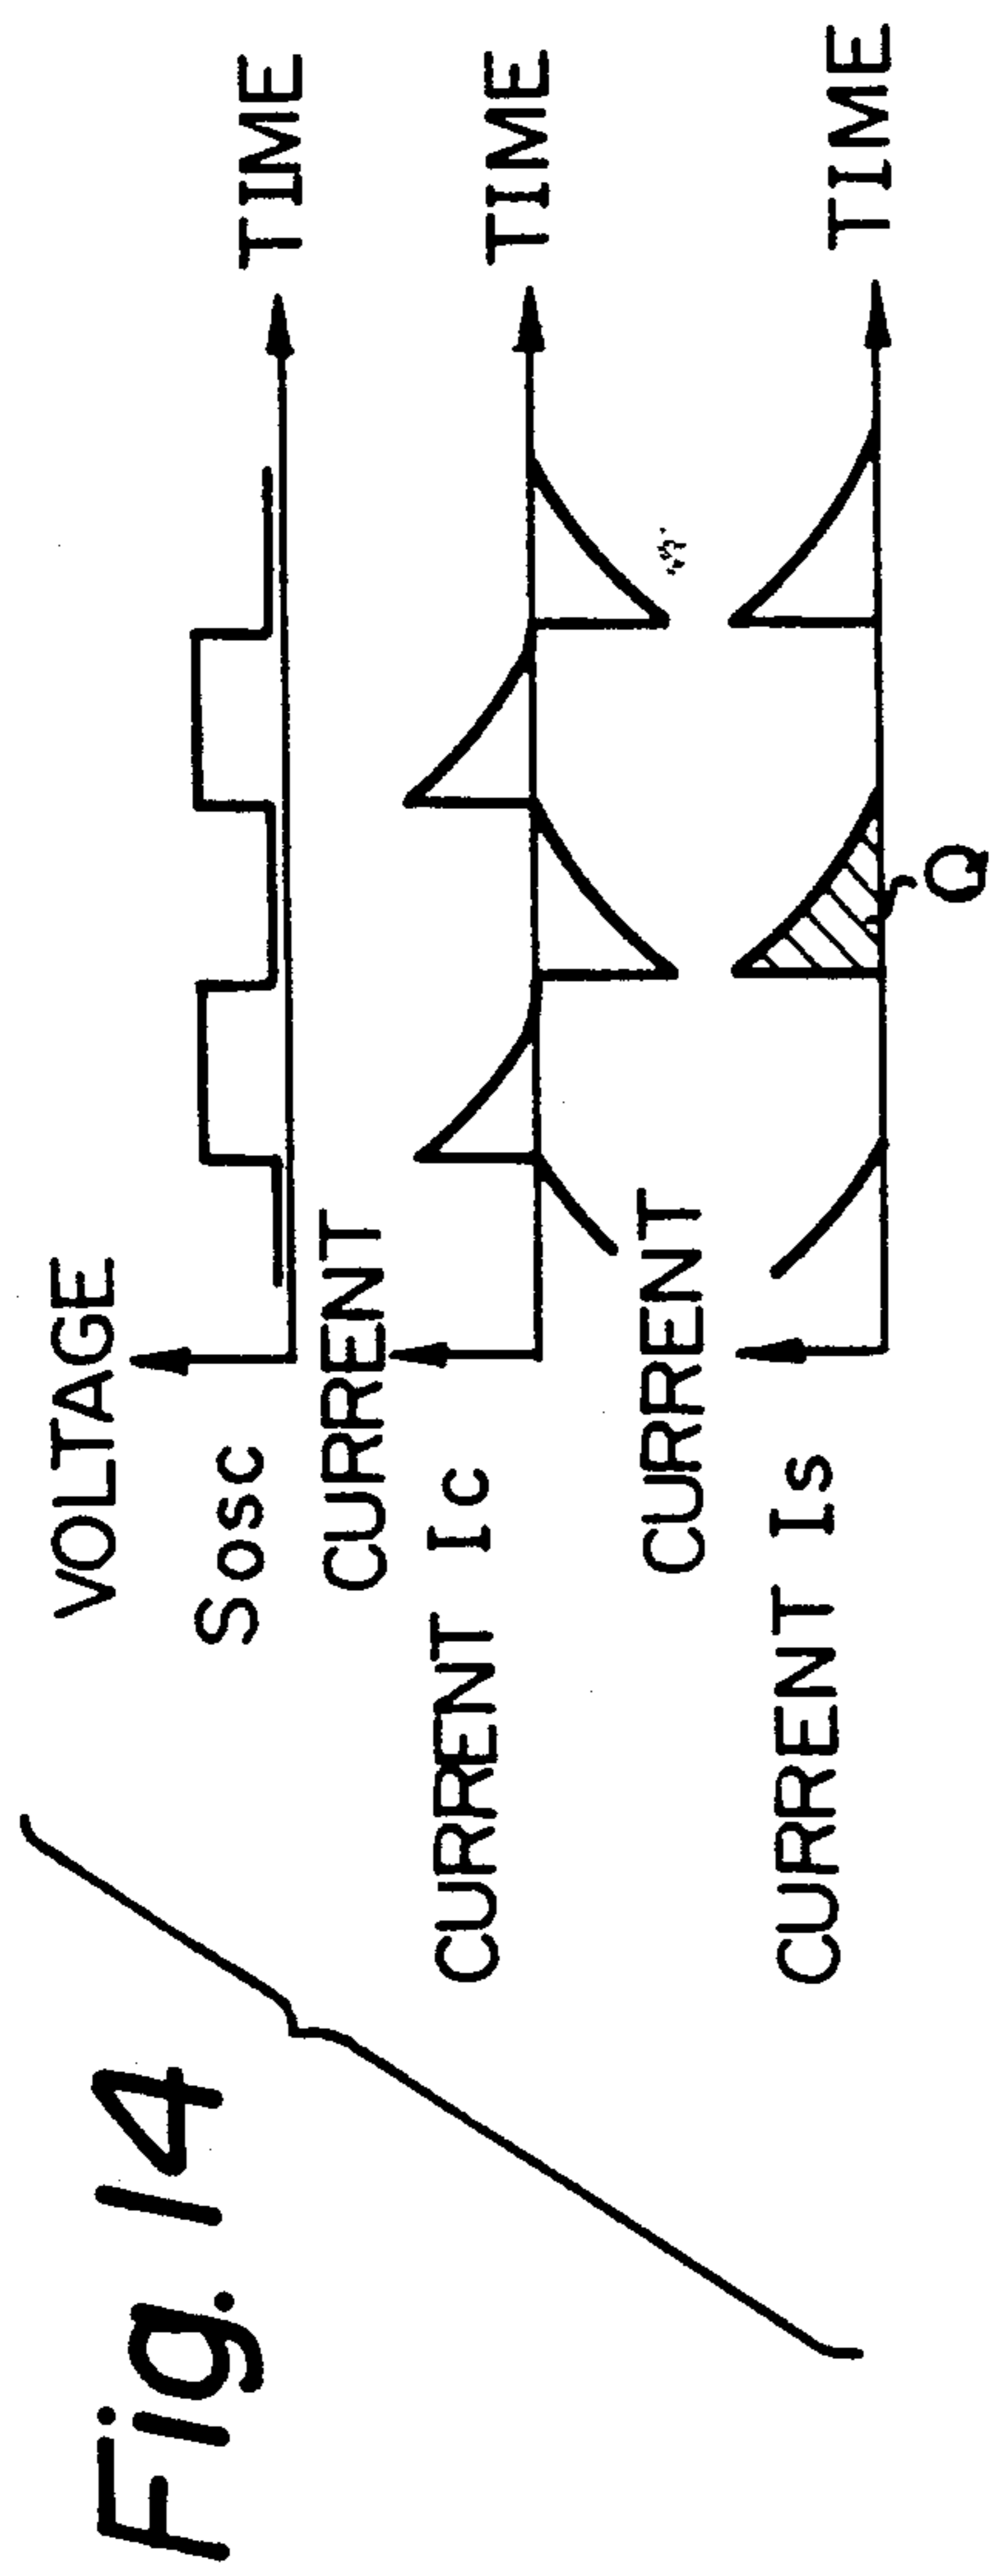 Fig. 14
VOLTAGE
Sosc
TIME
CURRENT
CURRENT Ic
TIME
CURRENT
CURRENT Is
TIME
Q